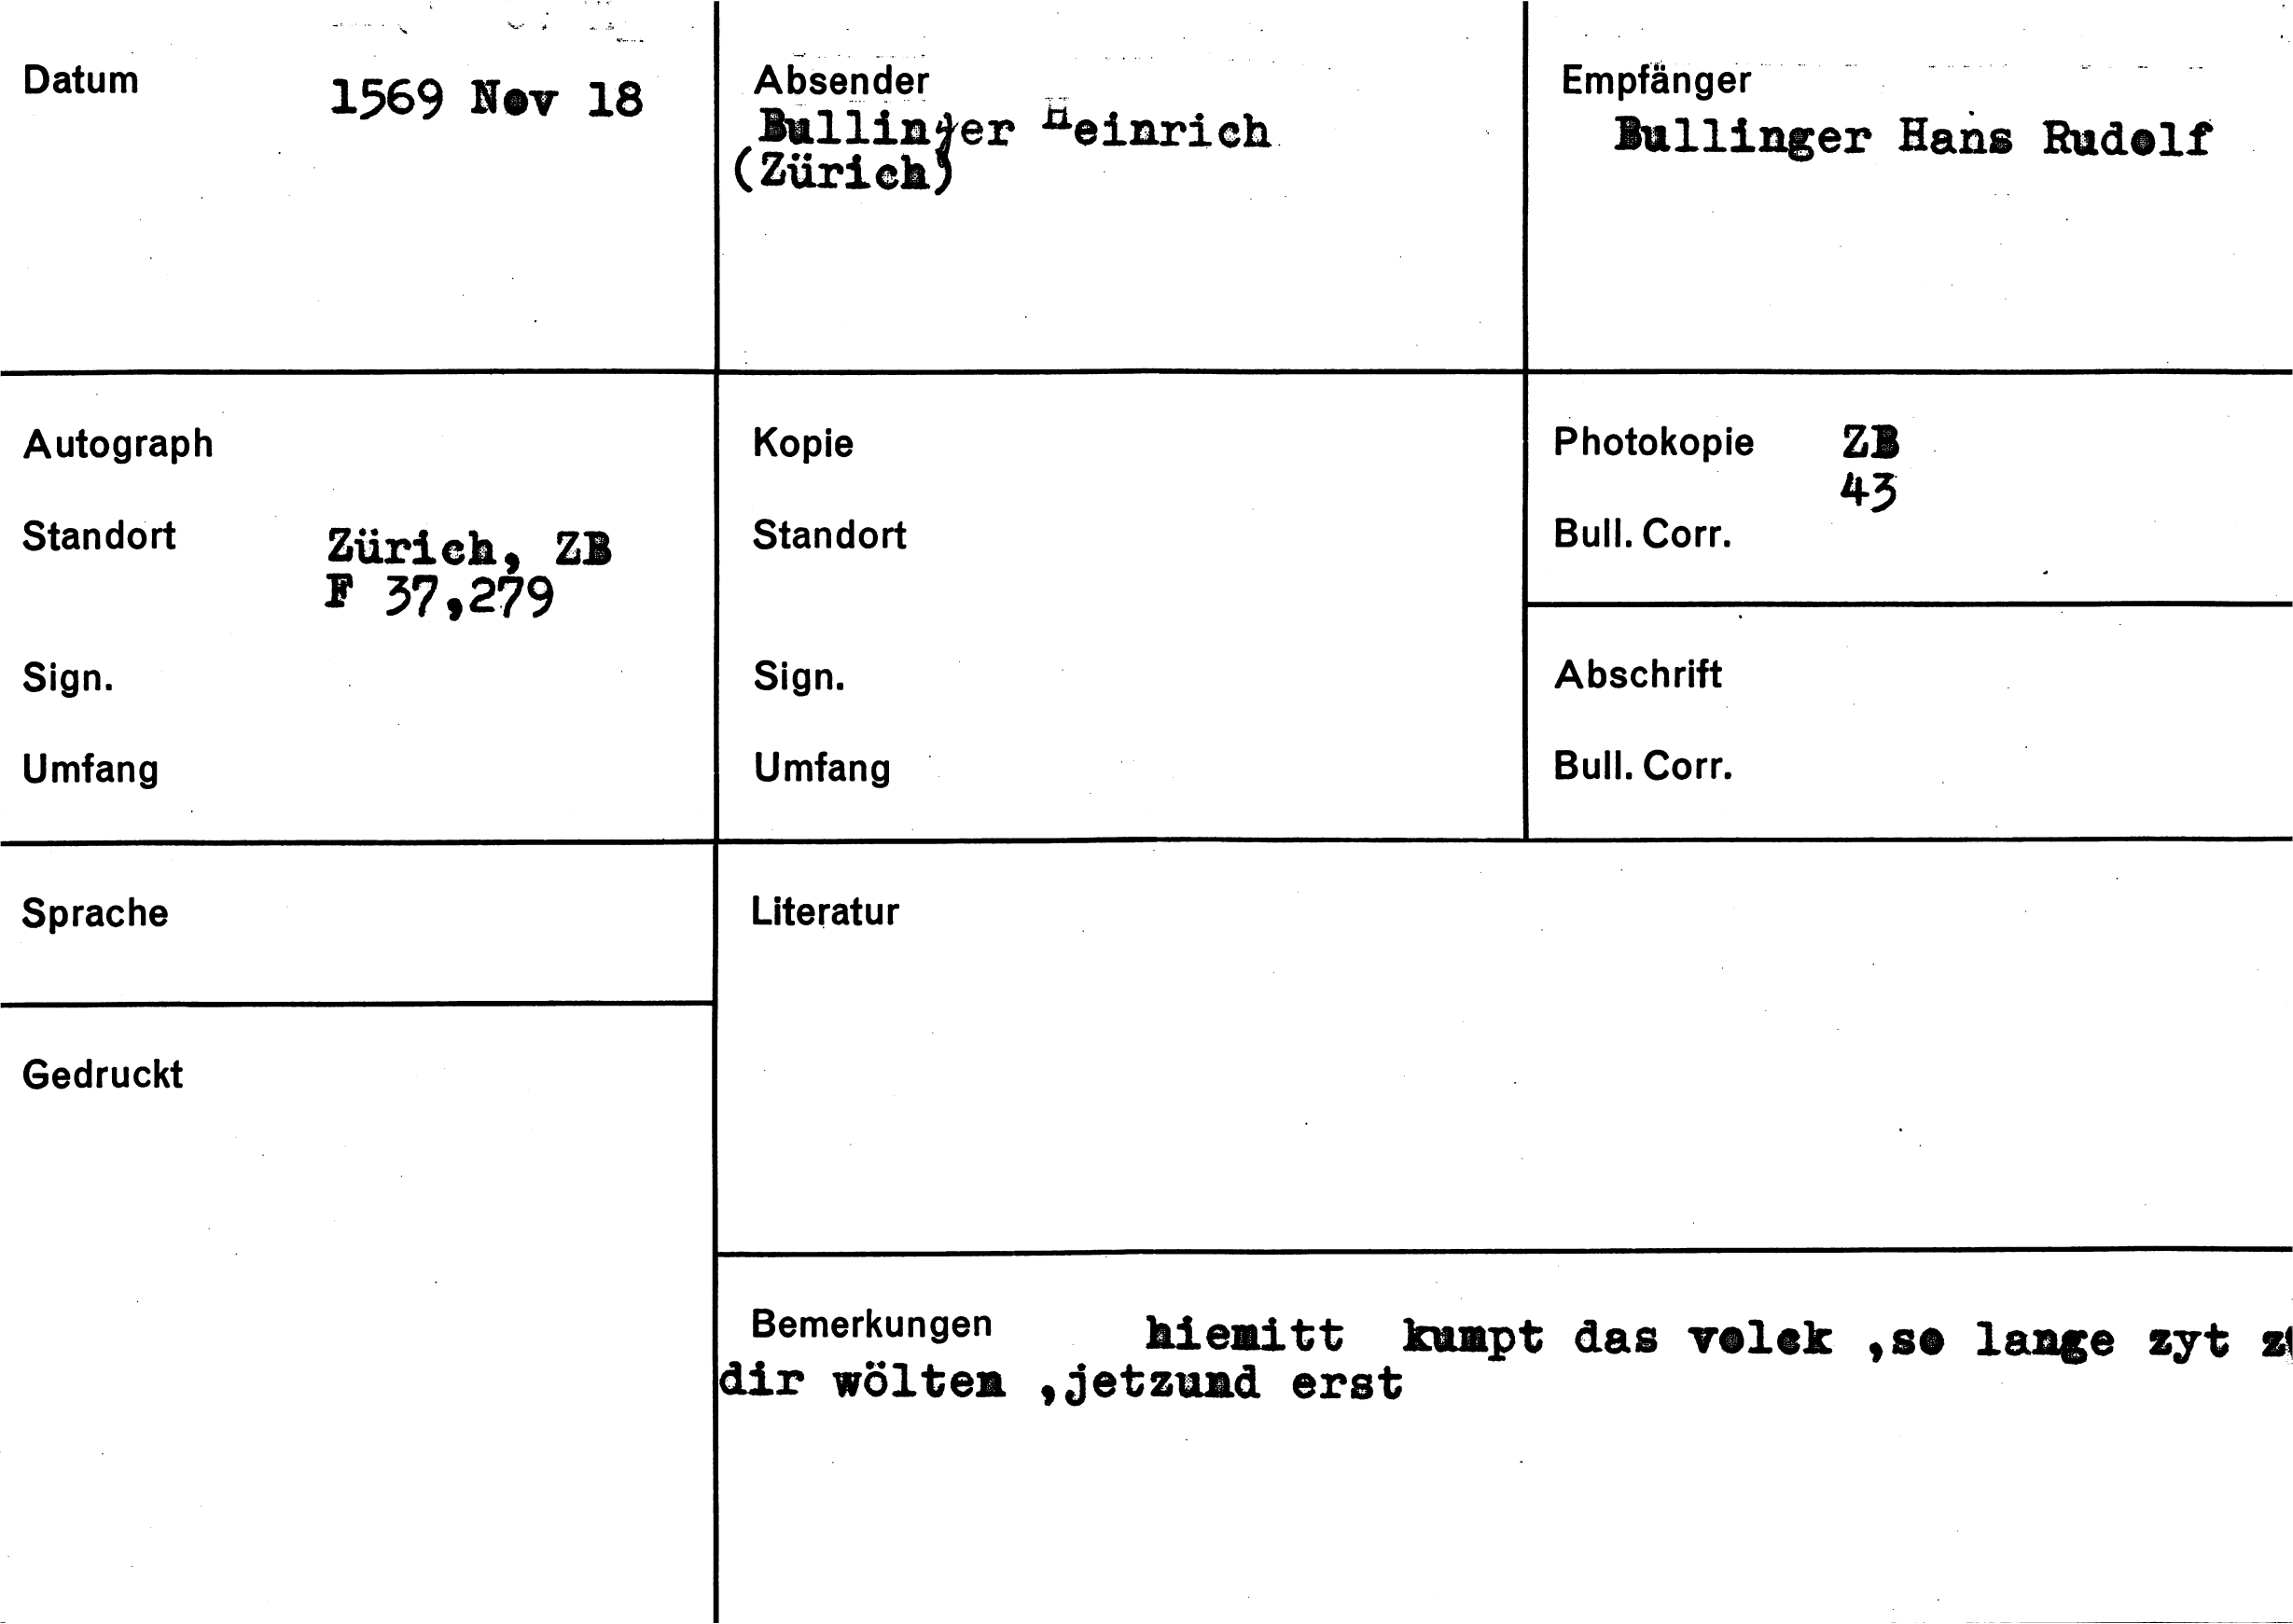 Datum 1569 Nov 18
Absender
Bullinger Heinrich
(Zürich)
Empfänger
Bullinger Hans Rudolf
Autograph
Standort Zürich, ZB
F 37,279
Sign.
Umfang
Kopie
Standort
Sign.
Umfang
Photokopie ZB
43
Bull. Corr.
Abschrift
Bull. Corr.
Sprache
Literatur
Gedruckt
Bemerkungen hiemitt kumpt das volck ,so lange zyt
dir wölten ,jetzund erst